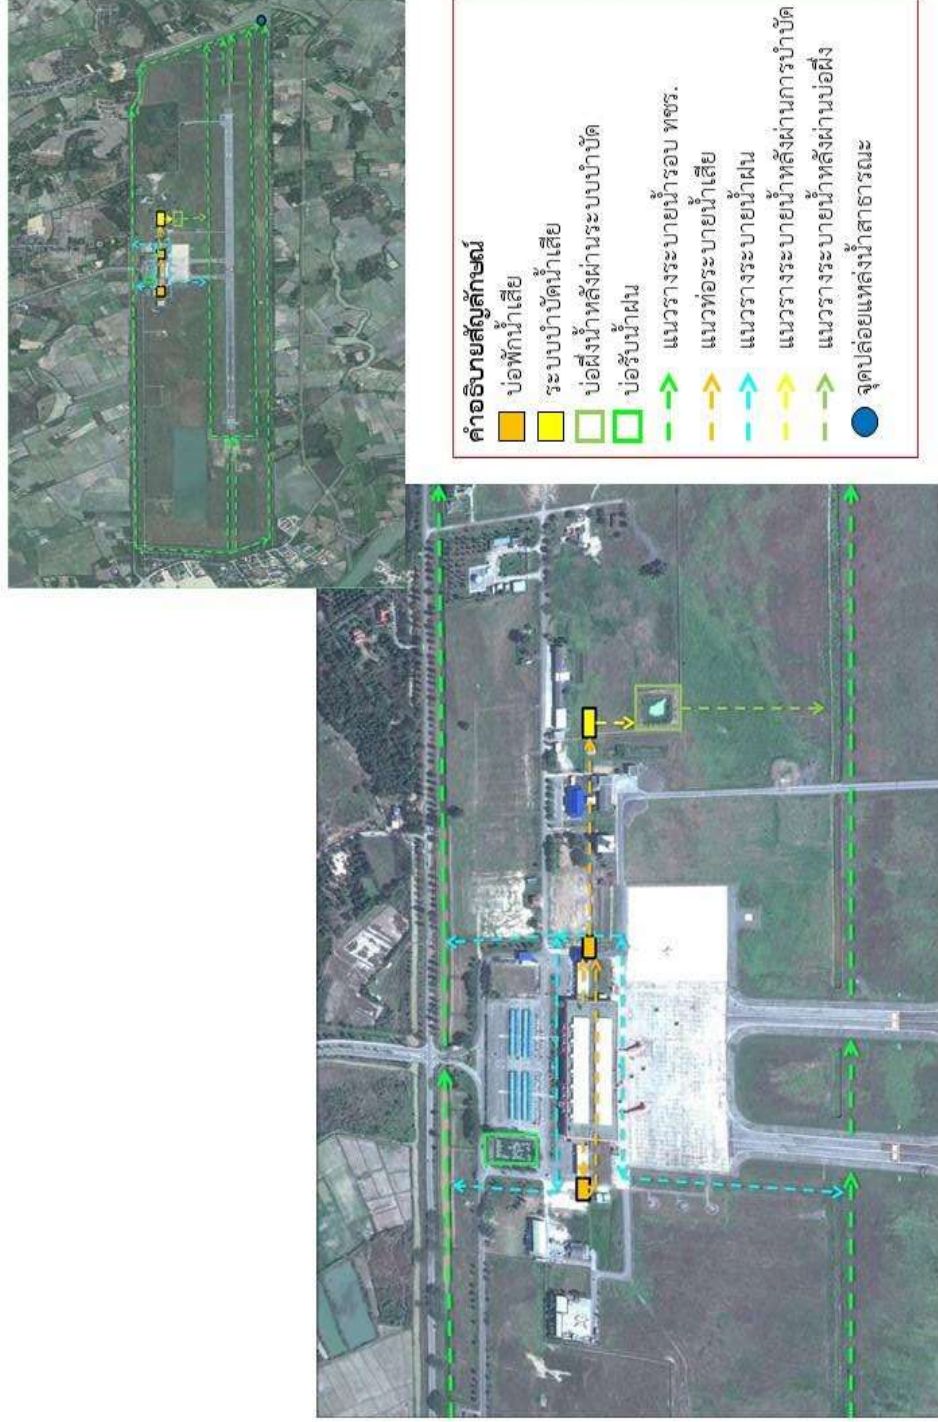 คำอธิบายสัญลักษณ์
บ่อพักน้ำเสีย
ระบบบำบัดน้ำเสีย
บ่อผึ่งน้ำหลังผ่านระบบบำบัด
บ่อรับน้ำฝน
แนวรางระบายน้ำรอบ ทชร.
แนวท่อระบายน้ำเสีย
แนวรางระบายน้ำฝน
แนวรางระบายน้ำหลังผ่านการบำบัด
แนวรางระบายน้ำหลังผ่านบ่อผึ่ง
จุดปล่อยแหล่งน้ำสาธารณะ